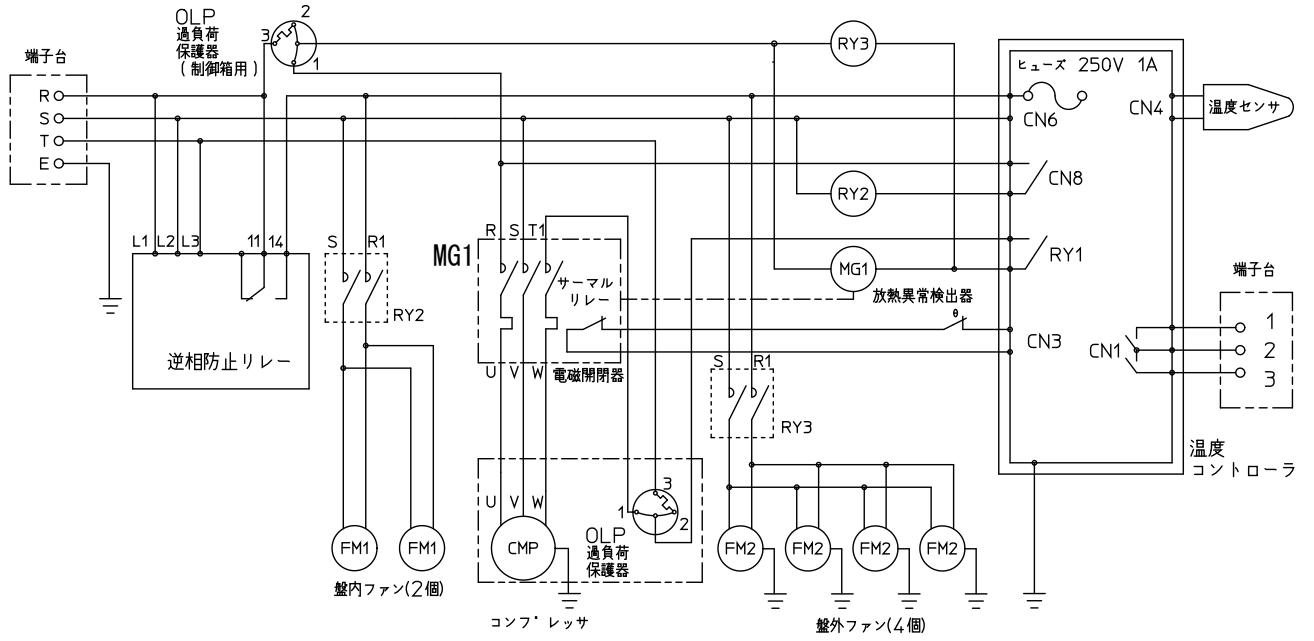 OLP
過負荷
保護器
(制御箱用)
3
2
1
端子台
R
S
T
E
RY3
ヒューズ 250V 1A
CN6
CN4
温度センサ
CN8
RY2
RY1
MG1
放熱異常検出器
θ
CN3
CN1
端子台
1
2
3
温度
コントローラ
L1 L2 L3 11 14
逆相防止リレー
S R1
RY2
R S T1
MG1
サーマル
リレー
U V W
電磁開閉器
S R1
RY3
U V W
CMP
1
3
2
OLP
過負荷
保護器
コンプレッサ
FM1
FM1
盤内ファン(2個)
FM2
FM2
FM2
FM2
盤外ファン(4個)